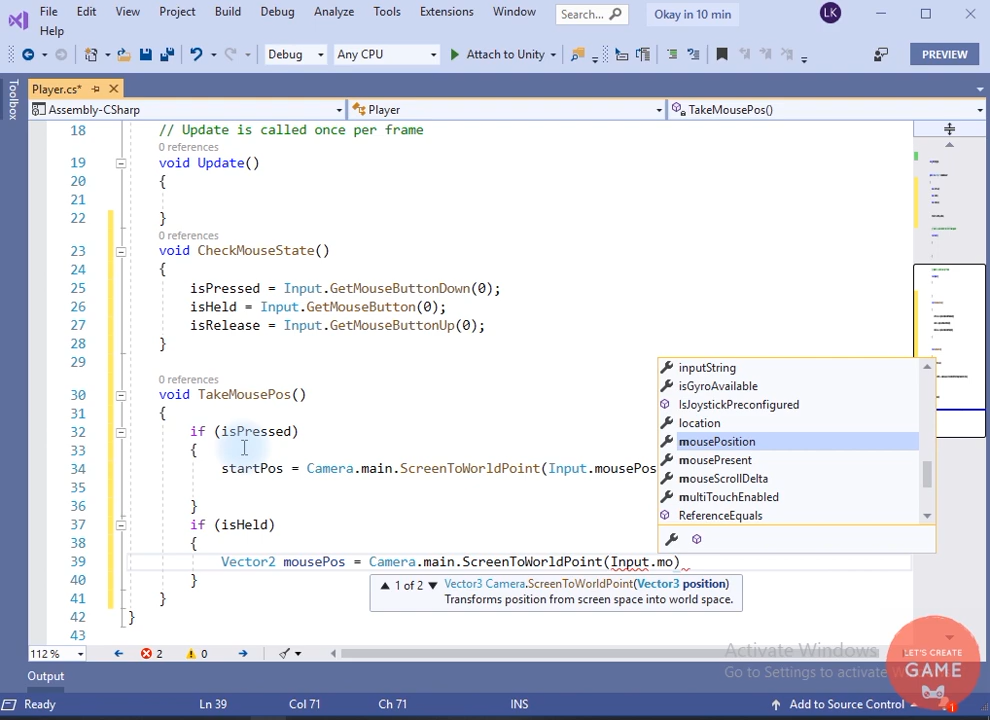 File Edit View Project Build Debug Analyze Tools Extensions Window Search... Okay in 10 min LK
Help
Debug Any CPU Attach to Unity PREVIEW
Toolbox
Player.cs*
Assembly-CSharp Player TakeMousePos()
18 // Update is called once per frame
0 references
19 void Update()
20 {
21
22 }
0 references
23 void CheckMouseState()
24 {
25 isPressed = Input.GetMouseButtonDown(0);
26 isHeld = Input.GetMouseButton(0);
27 isRelease = Input.GetMouseButtonUp(0);
28 }
29
0 references
30 void TakeMousePos()
31 {
32 if (isPressed)
33 {
34 startPos = Camera.main.ScreenToWorldPoint(Input.mousePos
35
36 }
37 if (isHeld)
38 {
39 Vector2 mousePos = Camera.main.ScreenToWorldPoint(Input.mo)
40 }
41 }
42 }
43
inputString
isGyroAvailable
IsJoystickPreconfigured
location
mousePosition
mousePresent
mouseScrollDelta
multiTouchEnabled
ReferenceEquals
1 of 2 Vector3 Camera.ScreenToWorldPoint(Vector3 position)
Transforms position from screen space into world space.
112 % 2 0
Activate Windows
Go to Settings to activate
LET'S CREATE
GAME
Output
Ready Ln 39 Col 71 Ch 71 INS Add to Source Control 1